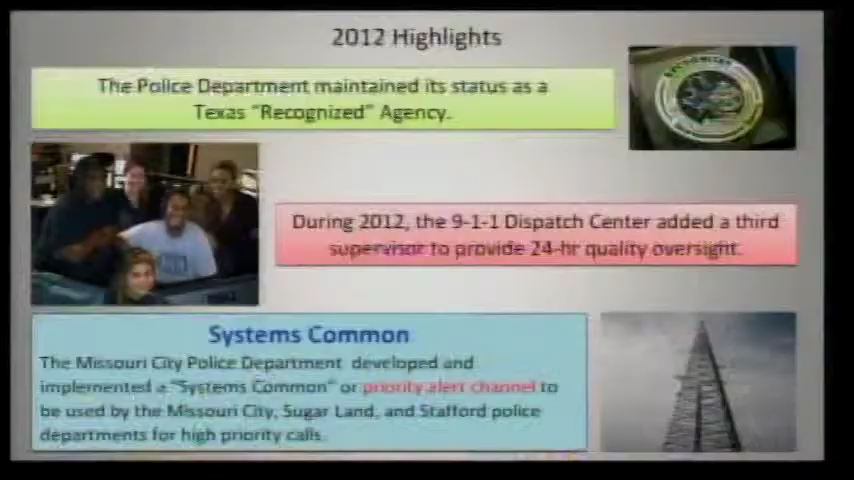 2012 Highlights
The Police Department maintained its status as a
Texas “Recognized” Agency.
RECOGNIZED
During 2012, the 9-1-1 Dispatch Center added a third
supervisor to provide 24-hr quality oversight.
Systems Common
The Missouri City Police Department developed and
implemented a “Systems Common” or priority alert channel to
be used by the Missouri City, Sugar Land, and Stafford police
departments for high priority calls.